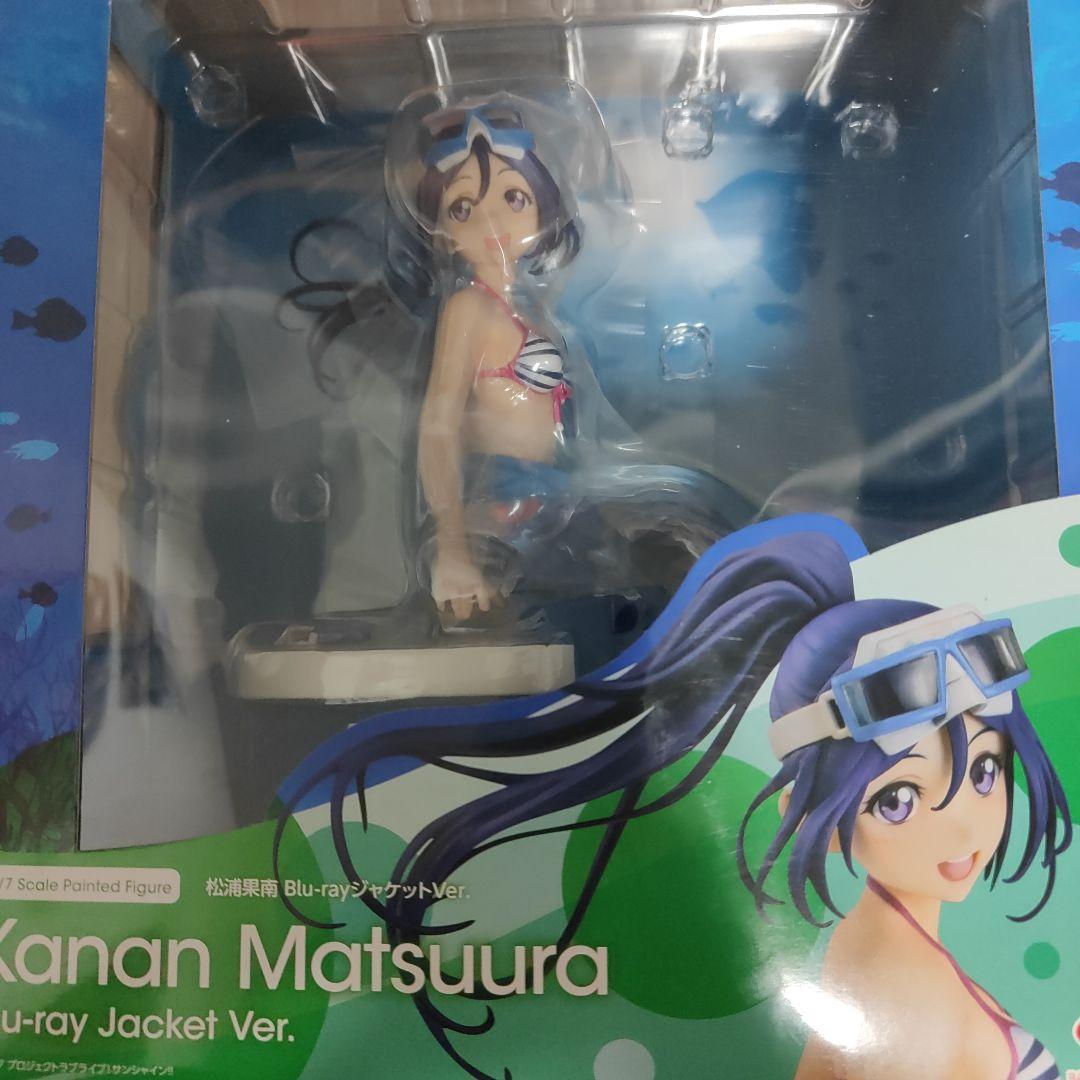 /7 Scale Painted Figure
松浦果南 Blu-rayジャケットVer.
Kanan Matsuura
u-ray Jacket Ver.
7 プロジェクトラブライブ!サンシャイン!!